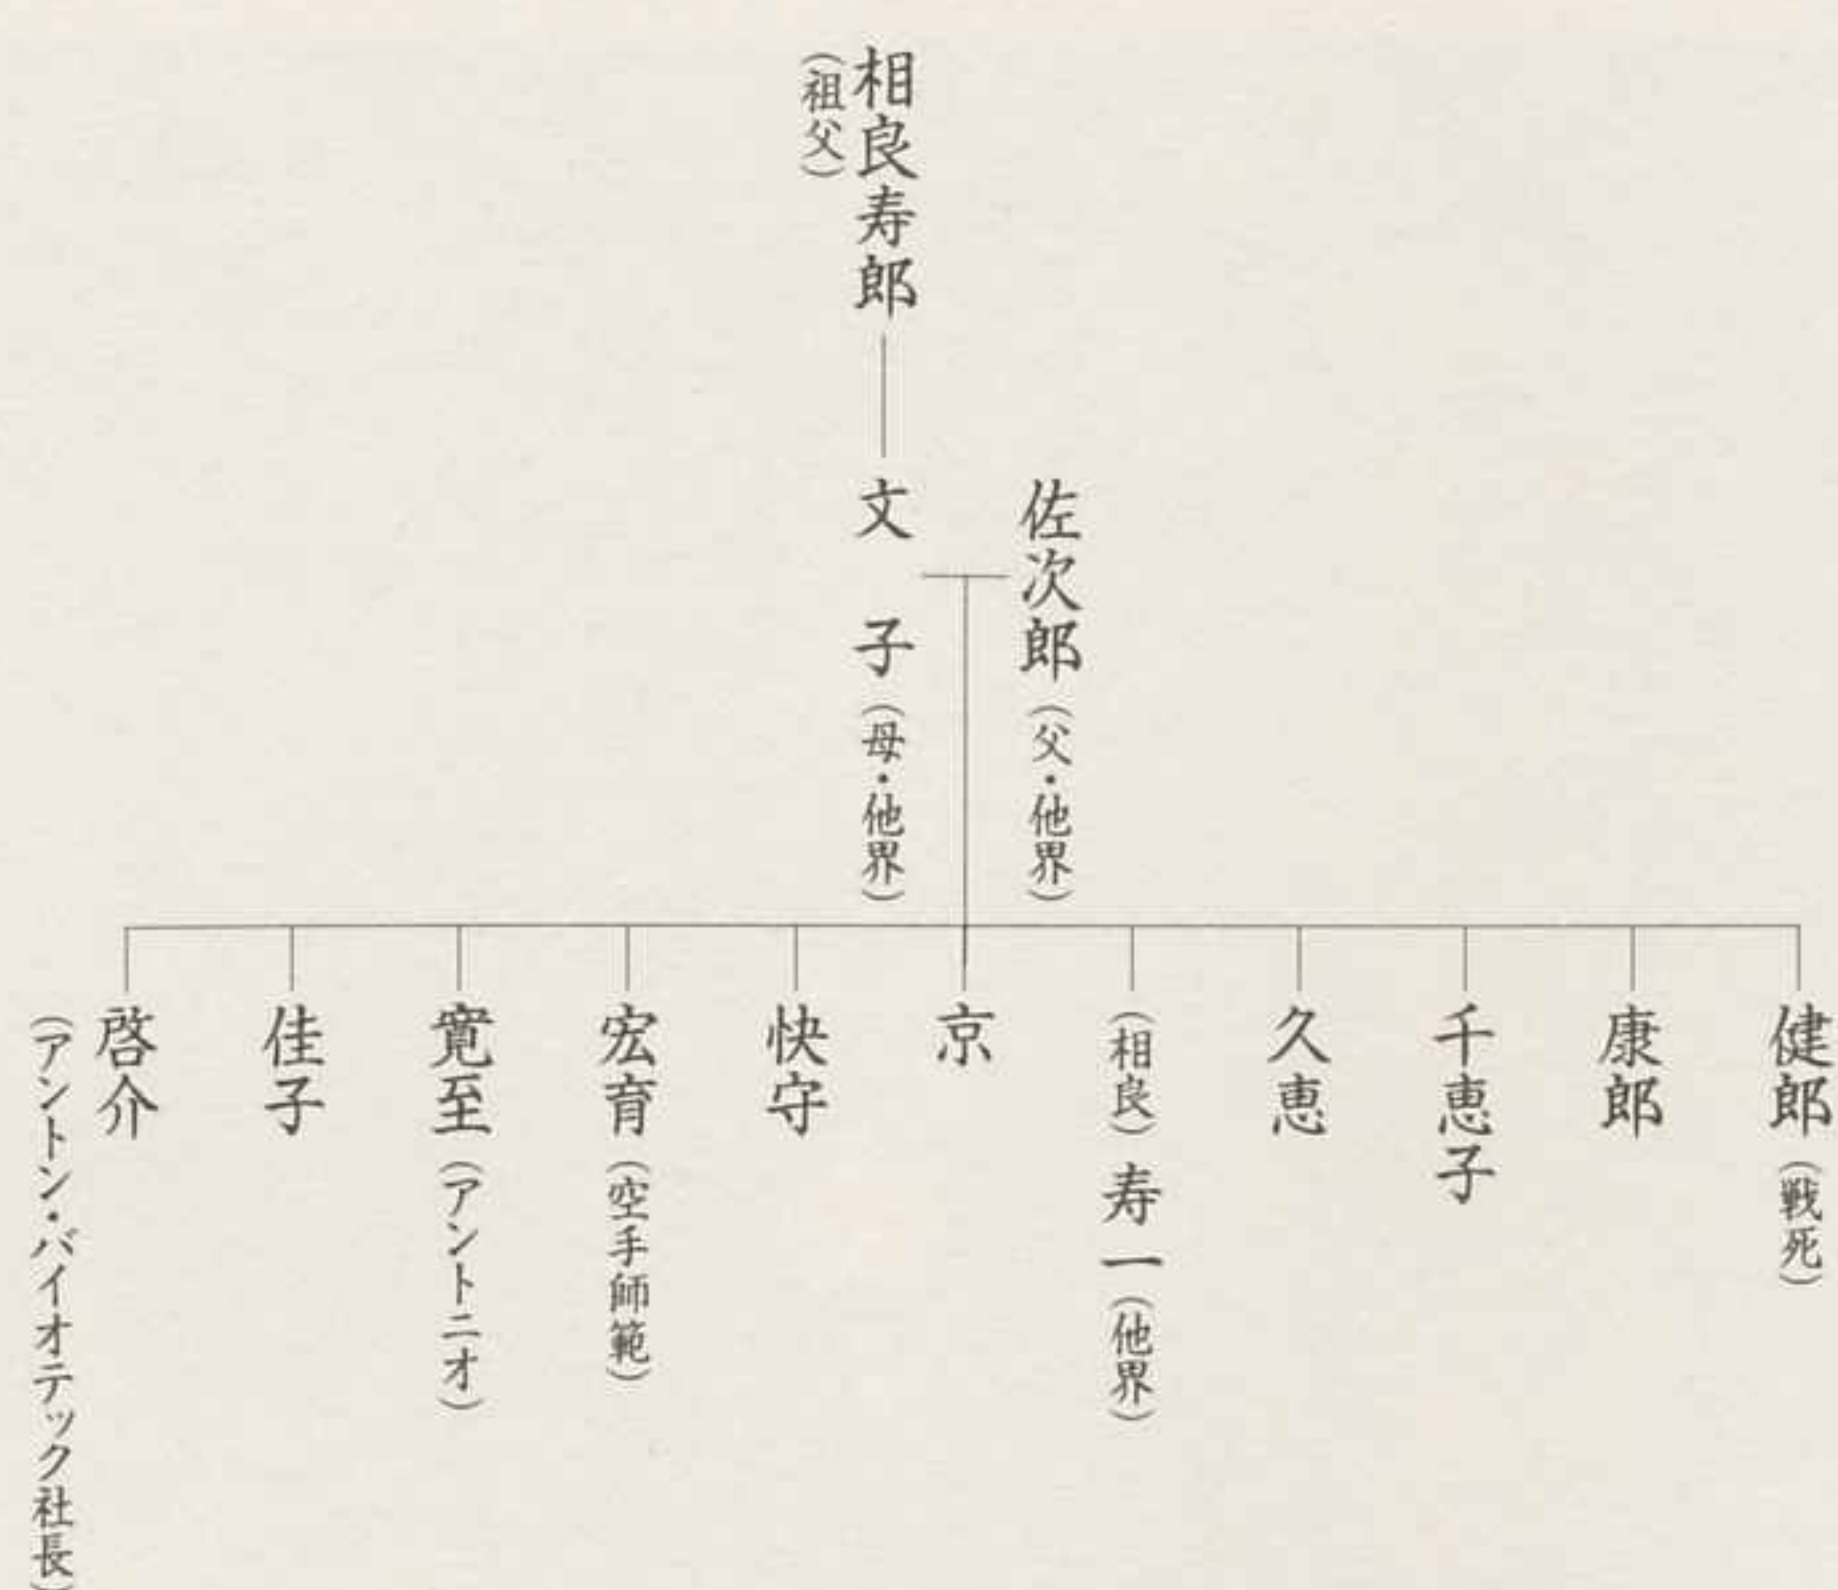 相良寿郎
(祖父)
佐次郎(父・他界)
文子(母・他界)
健郎(戦死)
康郎
千恵子
久恵
(相良)寿一(他界)
京
快守
宏育(空手師範)
寛至(アントニオ)
佳子
啓介
(アントン・バイオテック社長)